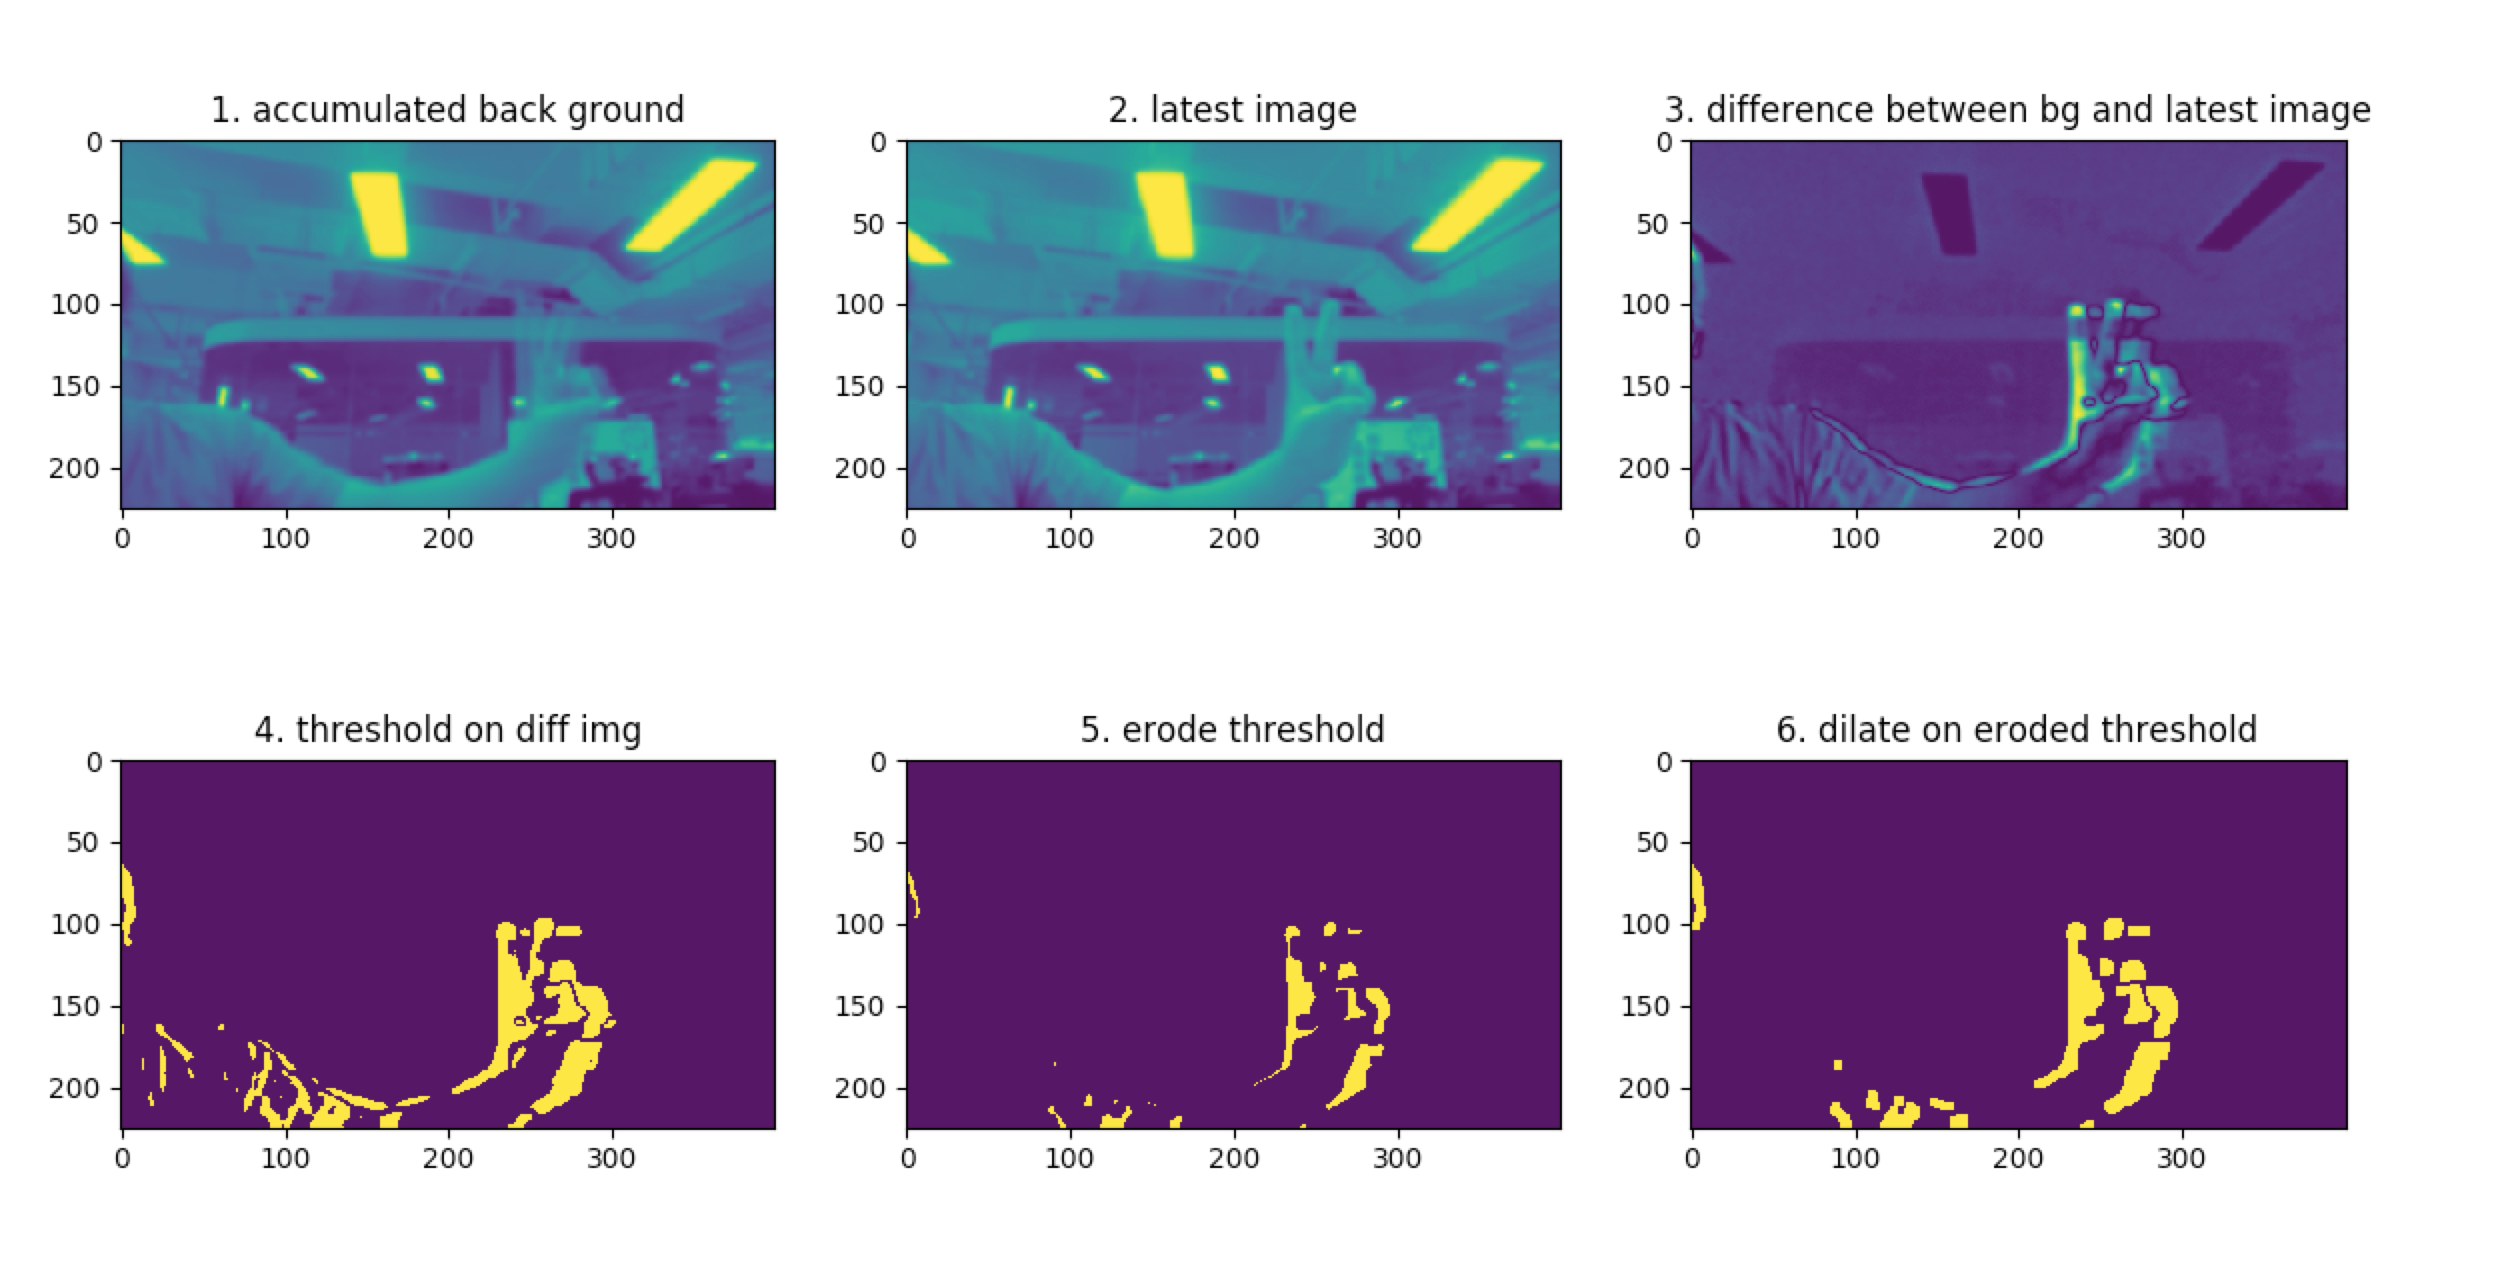 1. accumulated back ground
2. latest image
3. difference between bg and latest image
0
50
100
150
200
0 100 200 300
0
50
100
150
200
0 100 200 300
0
50
100
150
200
0 100 200 300
4. threshold on diff img
5. erode threshold
6. dilate on eroded threshold
0
50
100
150
200
0 100 200 300
0
50
100
150
200
0 100 200 300
0
50
100
150
200
0 100 200 300